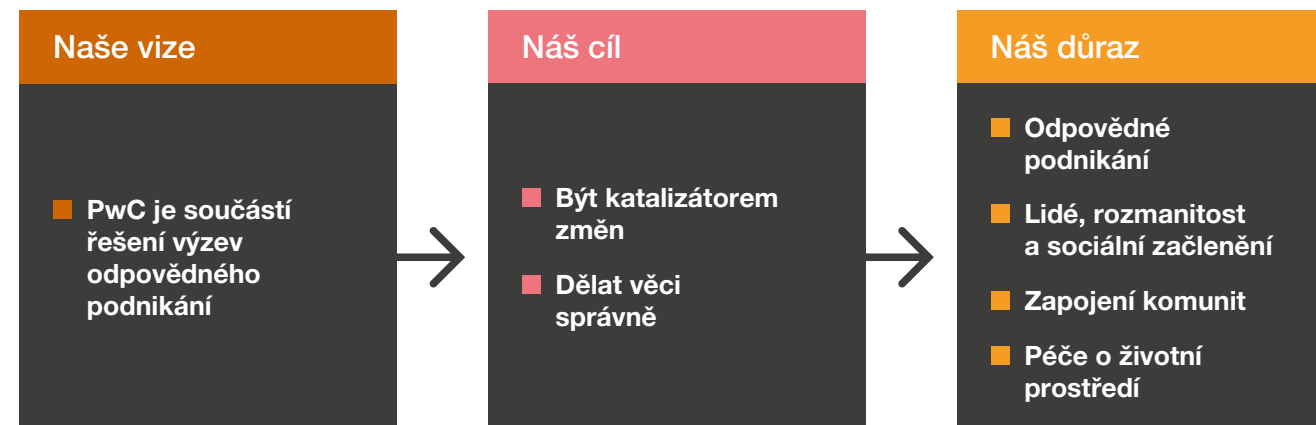 Naše vize
PwC je součástí
řešení výzev
odpovědného
podnikání
Náš cíl
Být katalizátorem
změn
Dělat věci
správně
Náš důraz
Odpovědné
podnikání
Lidé, rozmanitost
a sociální začlenění
Zapojení komunit
Péče o životní
prostředí